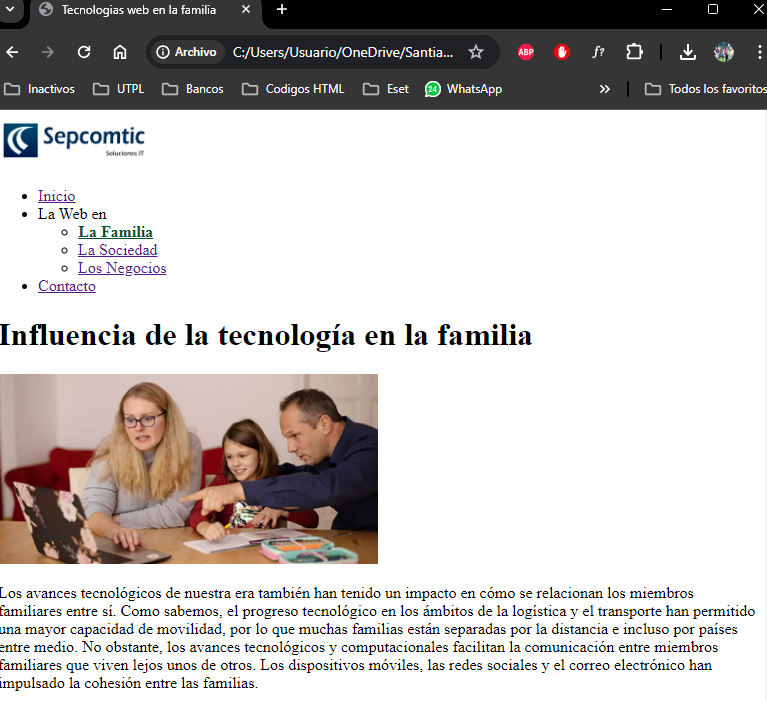 Tecnologias web en la familia
Archivo C:/Users/Usuario/OneDrive/Santia...
ABP
f?
Inactivos UTPL Bancos Codigos HTML Eset 24 WhatsApp » Todos los favoritos
Sepcomtic
Soluciones IT
Inicio
La Web en
La Familia
La Sociedad
Los Negocios
Contacto
Influencia de la tecnología en la familia
Los avances tecnológicos de nuestra era también han tenido un impacto en cómo se relacionan los miembros
familiares entre sí. Como sabemos, el progreso tecnológico en los ámbitos de la logística y el transporte han permitido
una mayor capacidad de movilidad, por lo que muchas familias están separadas por la distancia e incluso por países
entre medio. No obstante, los avances tecnológicos y computacionales facilitan la comunicación entre miembros
familiares que viven lejos unos de otros. Los dispositivos móviles, las redes sociales y el correo electrónico han
impulsado la cohesión entre las familias.